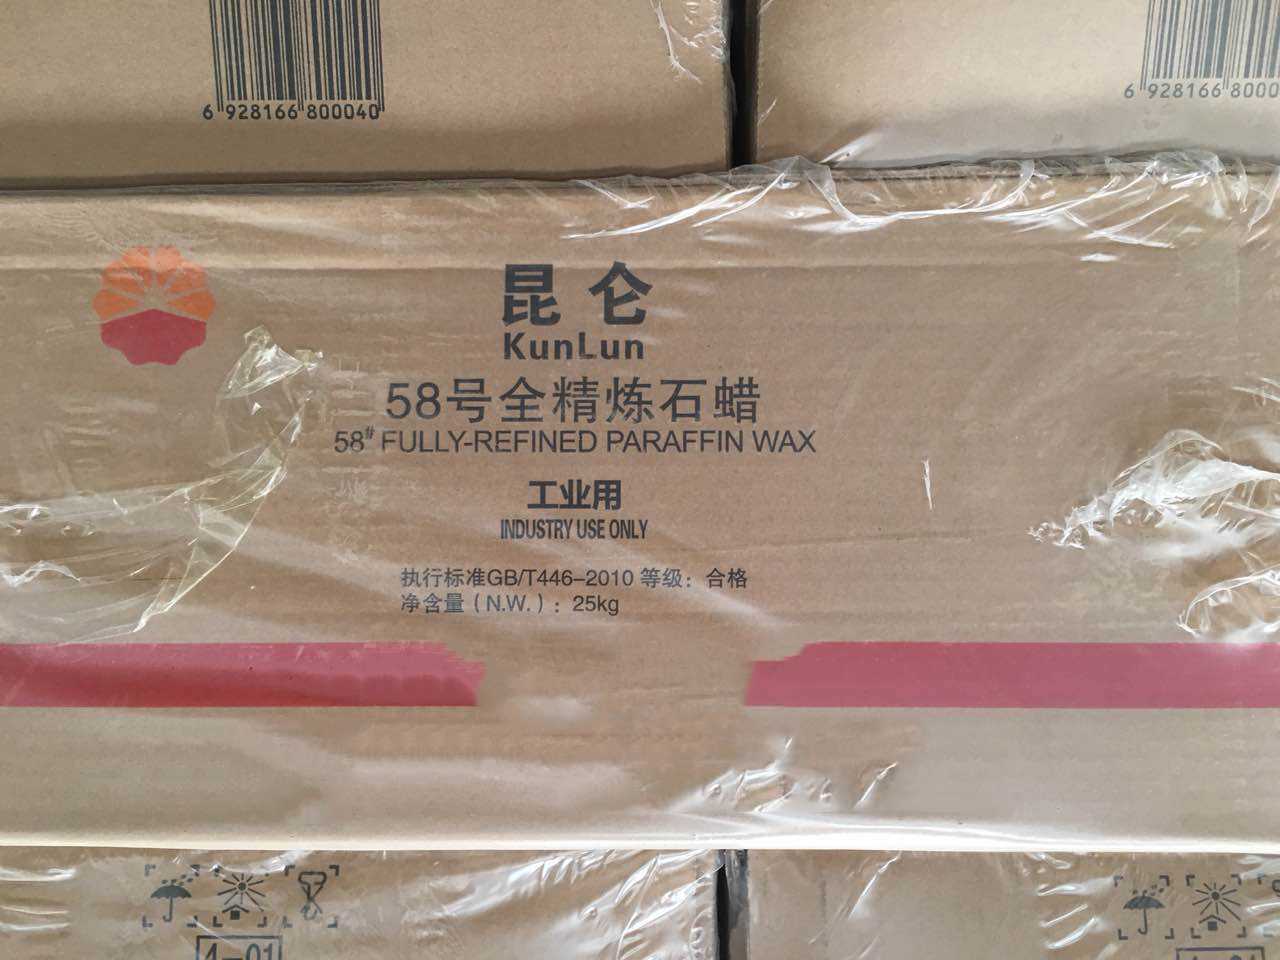 6 928166 800040
6 928166 8000
昆仑
KunLun
58号全精炼石蜡
58# FULLY-REFINED PARAFFIN WAX
工业用
INDUSTRY USE ONLY
执行标准GB/T446-2010 等级：合格
净含量（N.W.）：25kg
4-01